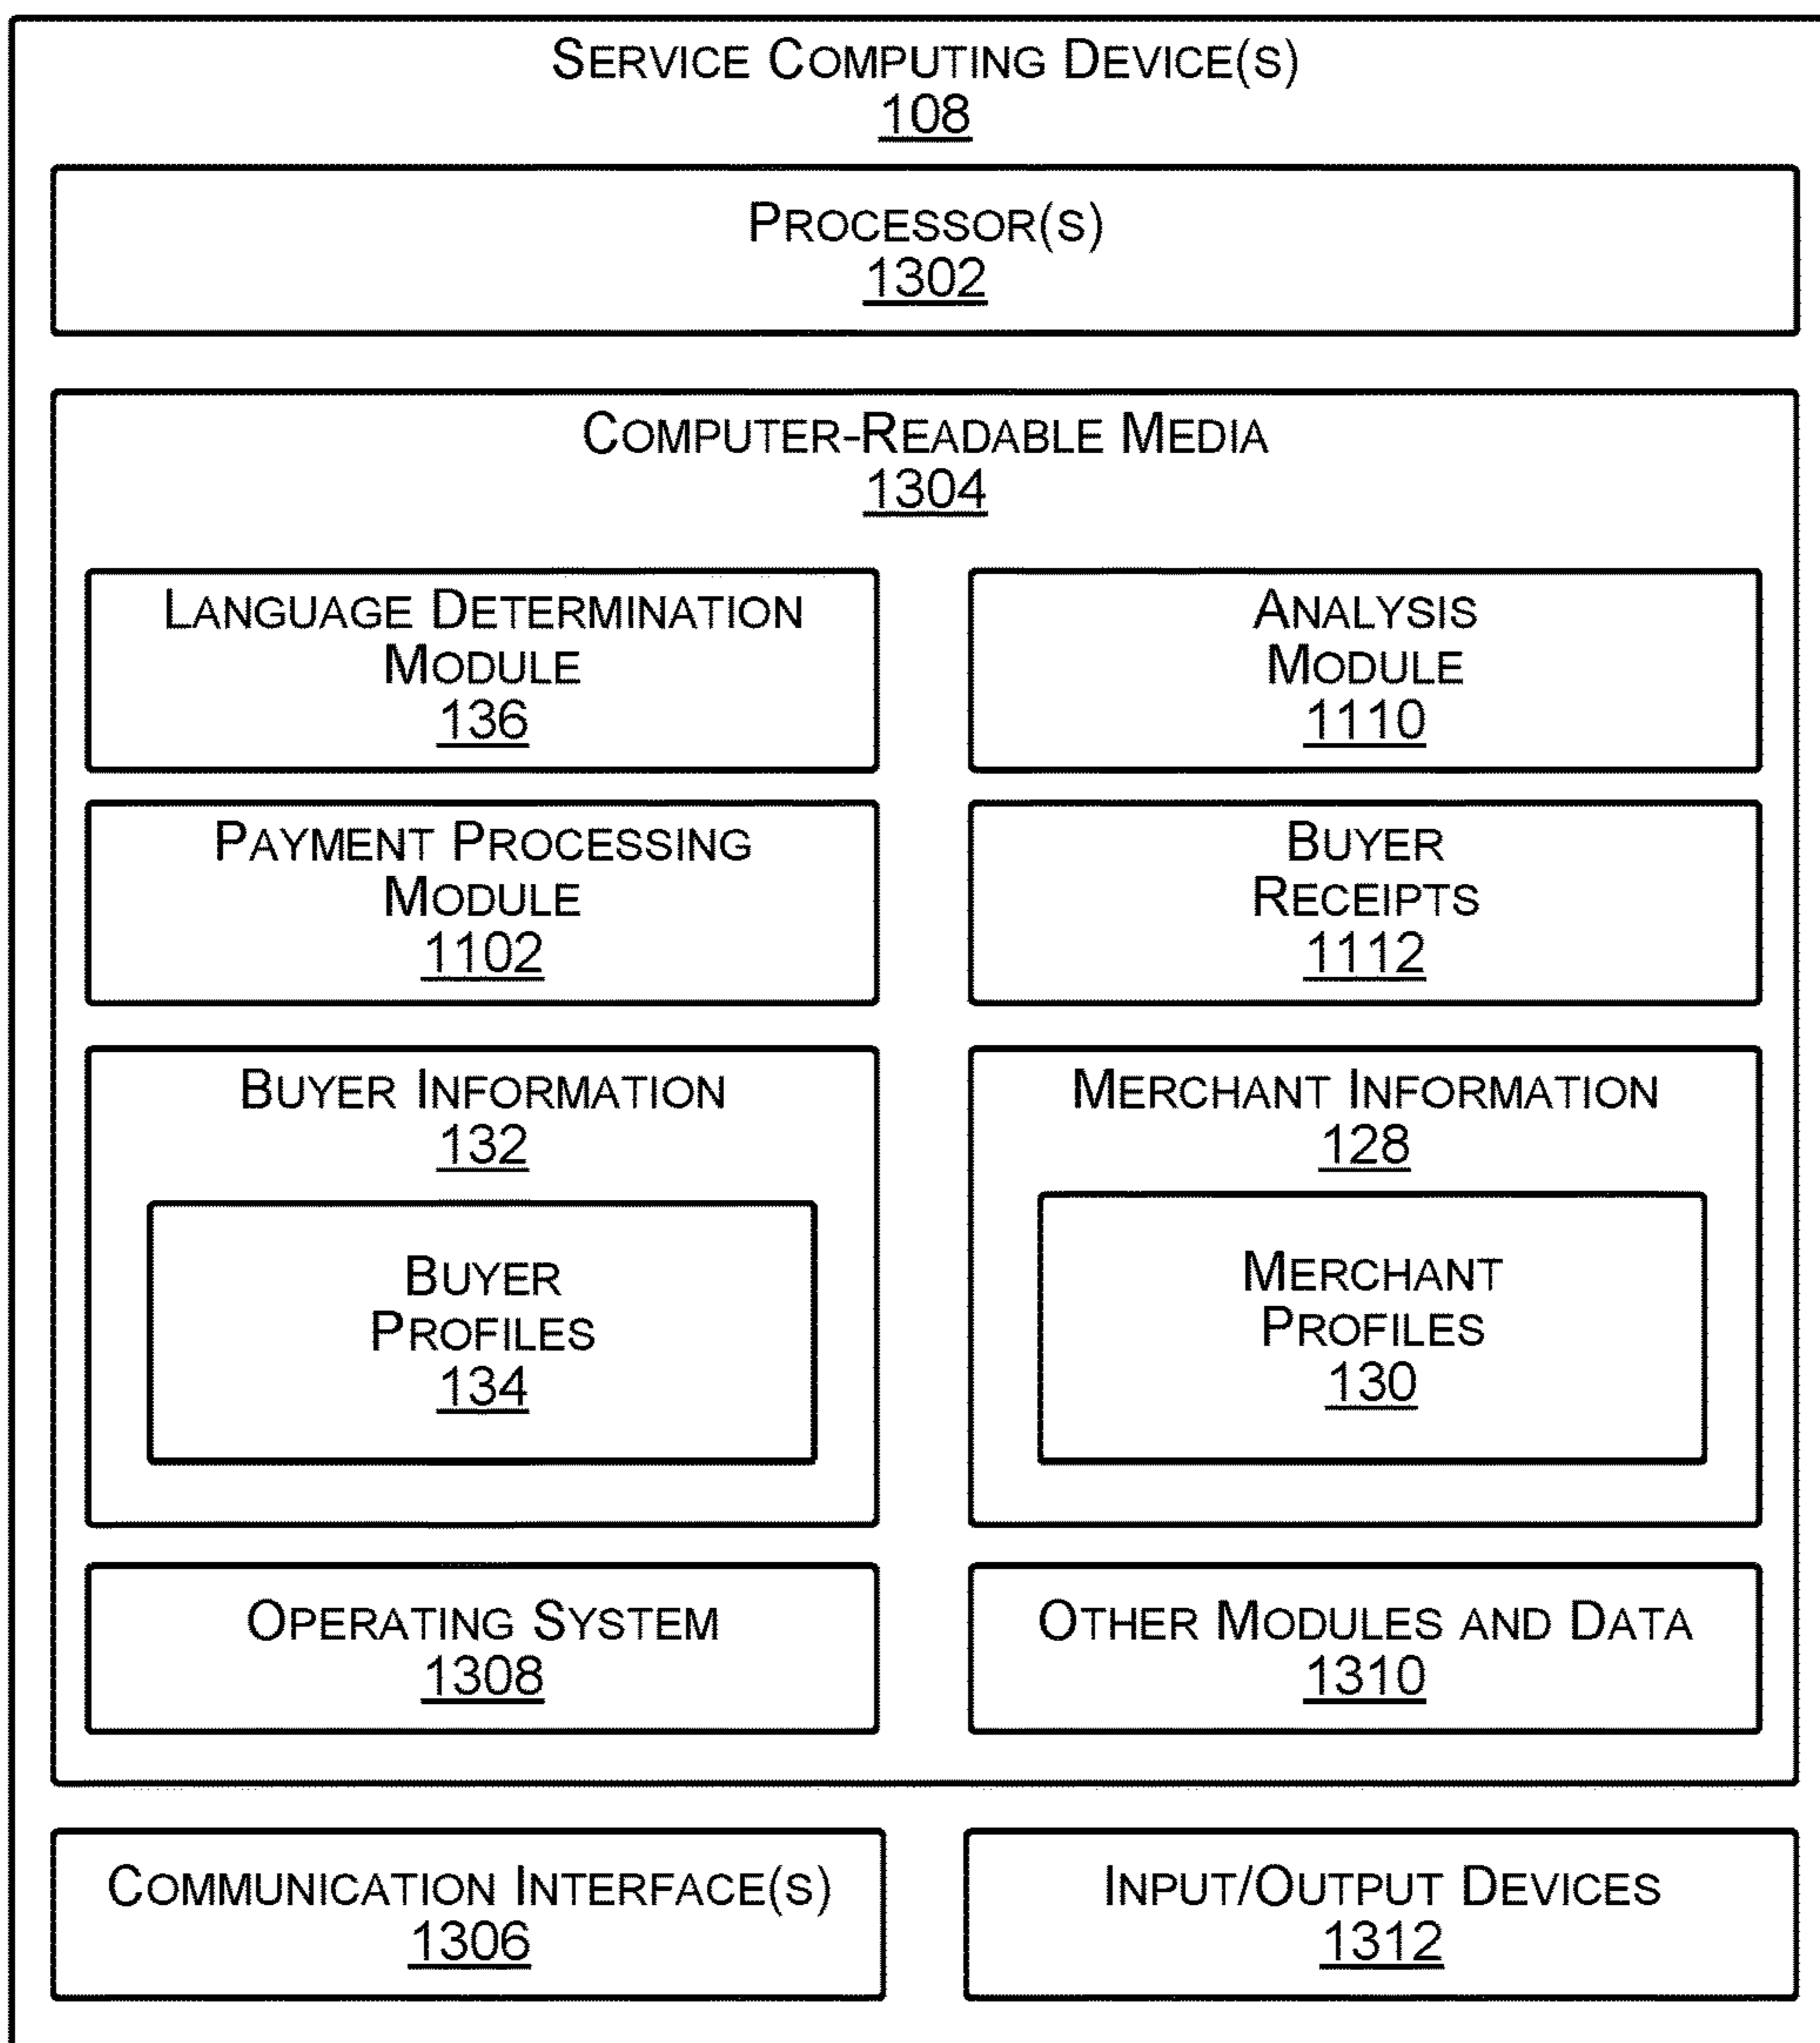 SERVICE COMPUTING DEVICE(S)
108
PROCESSOR(S)
1302
COMPUTER-READABLE MEDIA
1304
LANGUAGE DETERMINATION
MODULE
136
ANALYSIS
MODULE
1110
PAYMENT PROCESSING
MODULE
1102
BUYER
RECEIPTS
1112
BUYER INFORMATION
132
BUYER
PROFILES
134
MERCHANT INFORMATION
128
MERCHANT
PROFILES
130
OPERATING SYSTEM
1308
OTHER MODULES AND DATA
1310
COMMUNICATION INTERFACE(S)
1306
INPUT/OUTPUT DEVICES
1312